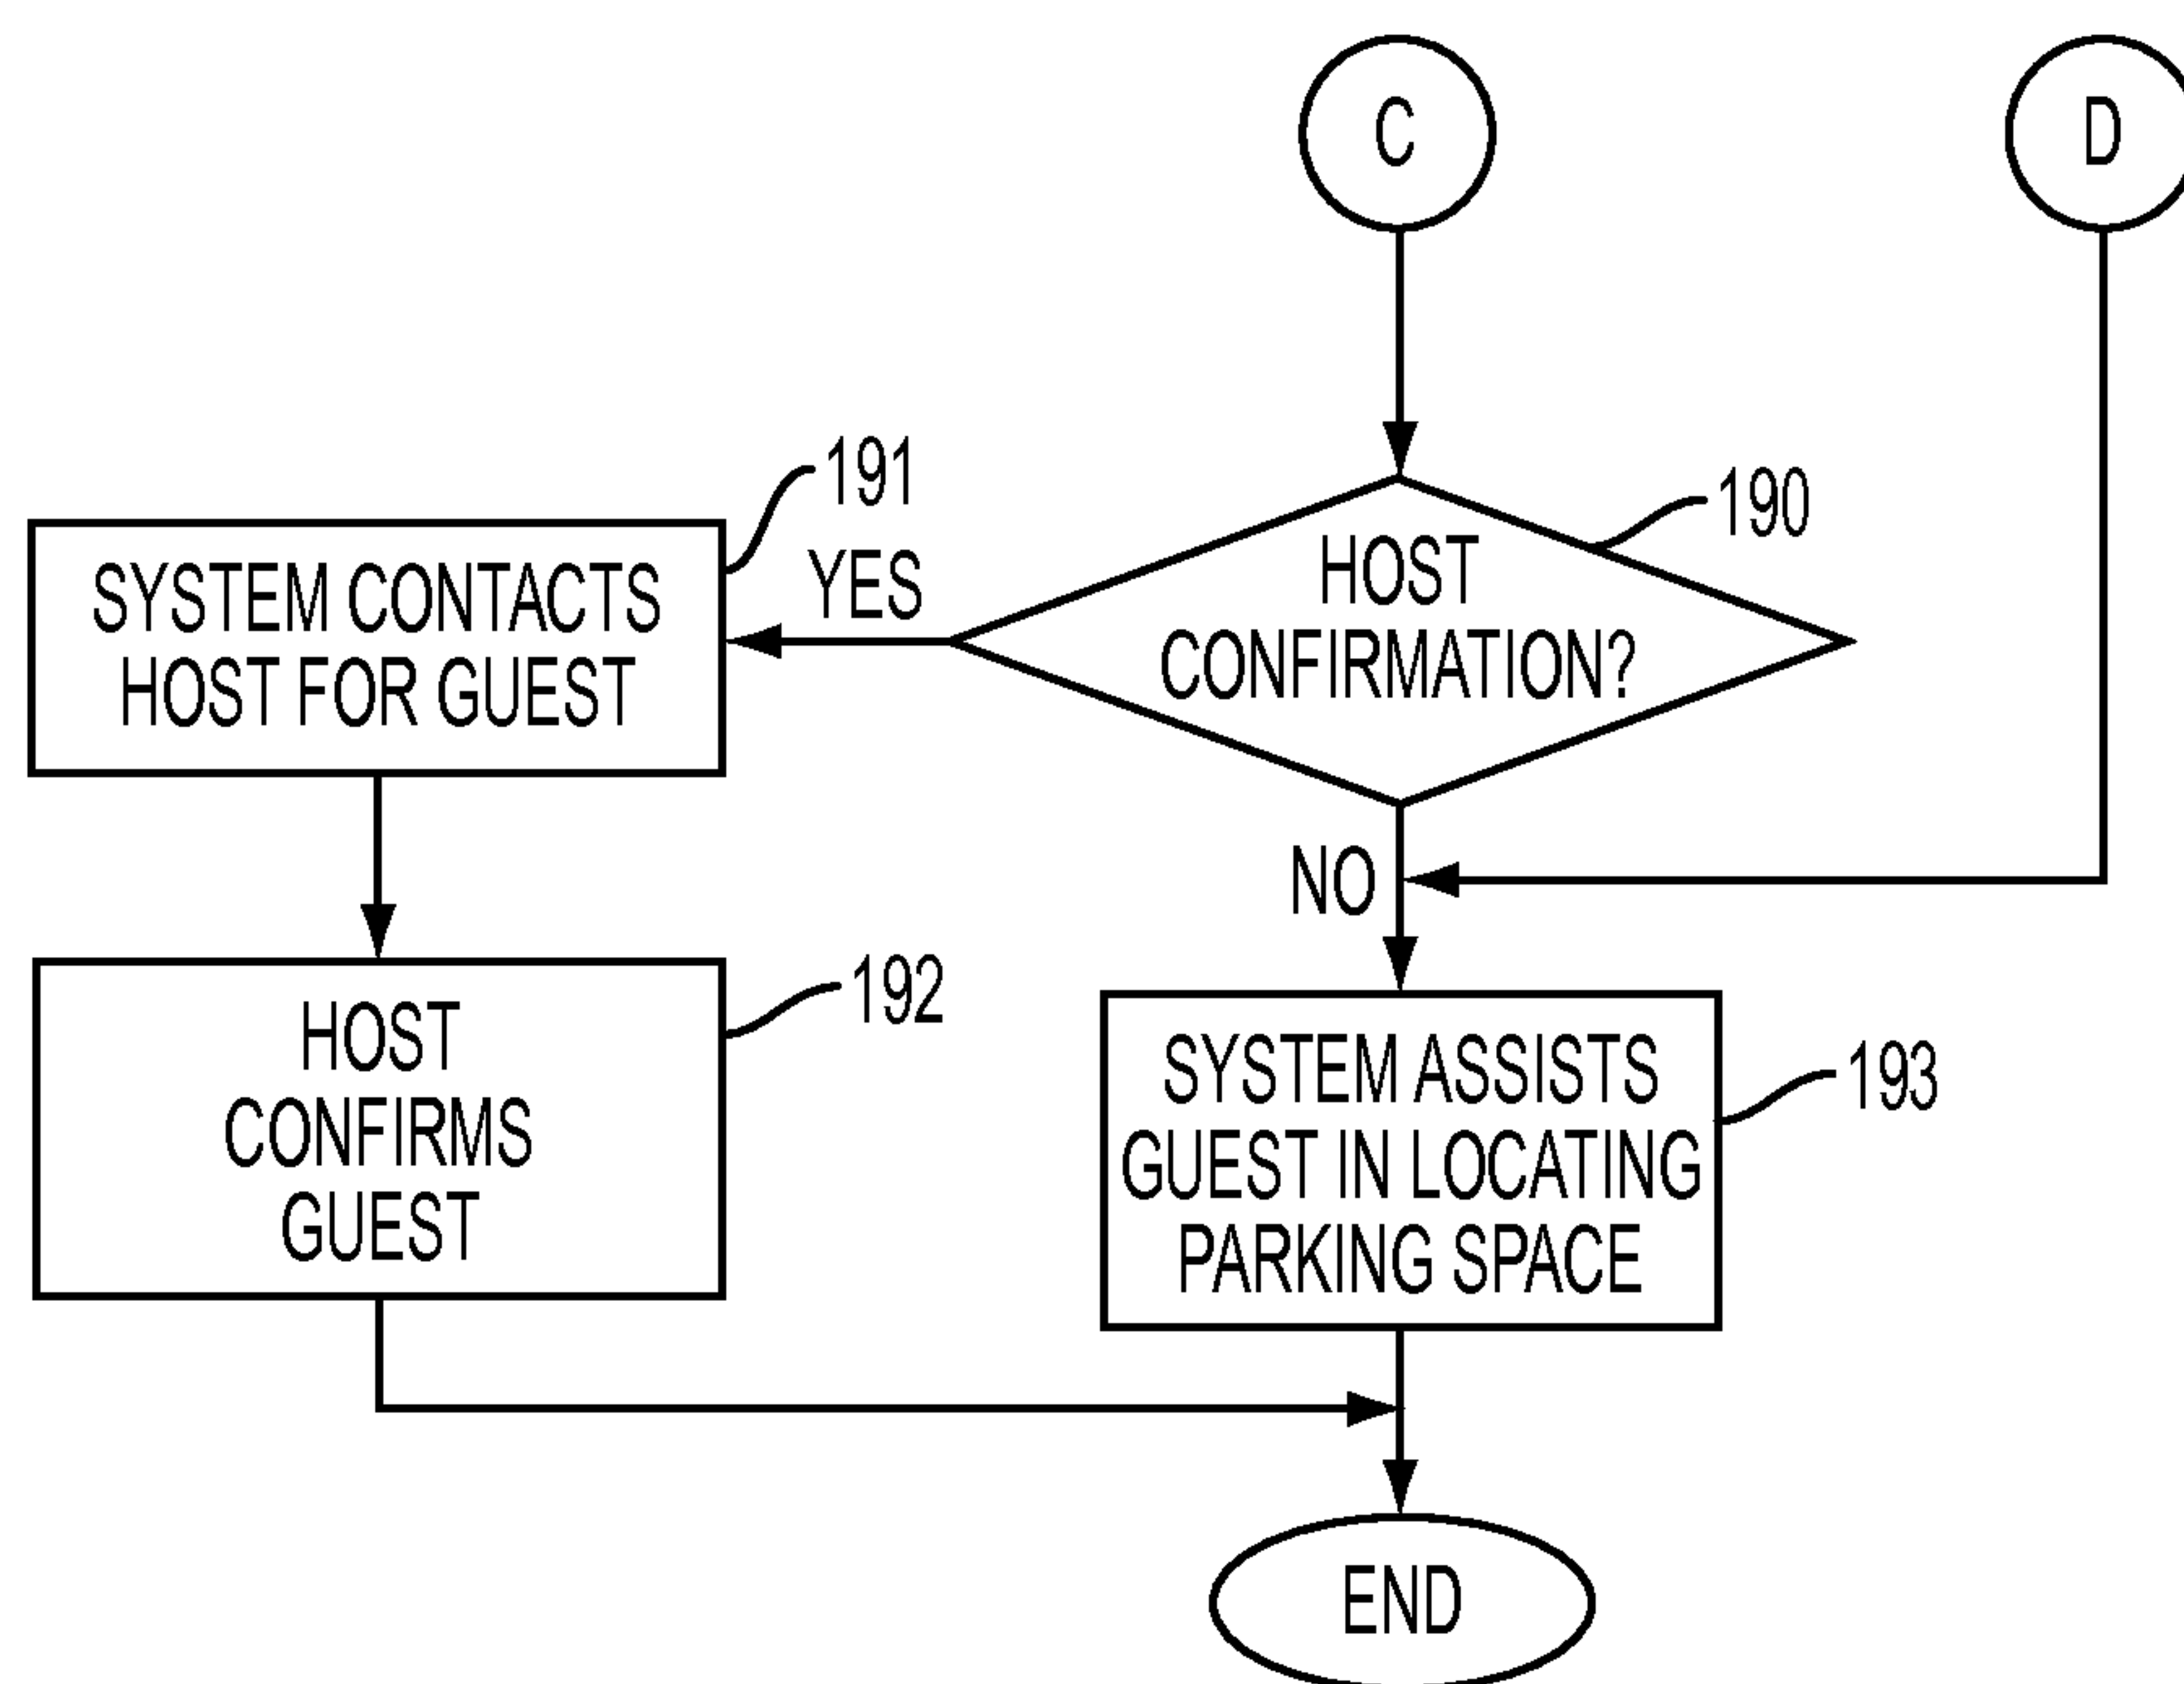 C
D
191
190
SYSTEM CONTACTS
HOST FOR GUEST
YES
HOST
CONFIRMATION?
NO
192
HOST
CONFIRMS
GUEST
193
SYSTEM ASSISTS
GUEST IN LOCATING
PARKING SPACE
END